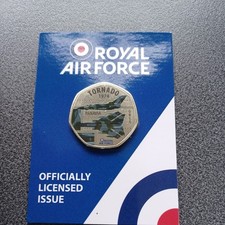 ROYAL
AIR FORCE
TORNADO
1974
OFFICIALLY
LICENSED
ISSUE